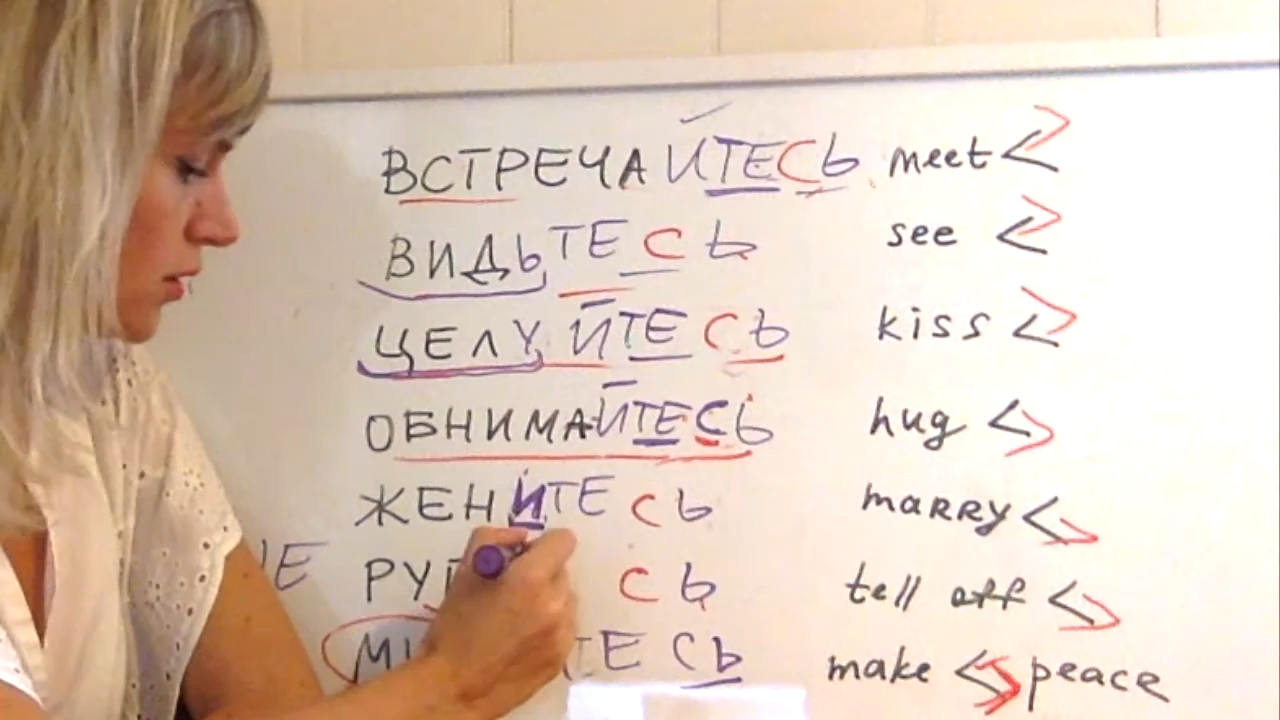 ВСТРЕЧАЙТЕСЬ meet <>
ВИДЬТЕСЬ see <>
ЦЕЛУЙТЕСЬ kiss <>
ОБНИМАЙТЕСЬ hug <>
ЖЕНИТЕСЬ marry <>
СЬ tell off <>
ТЕСЬ make <> peace